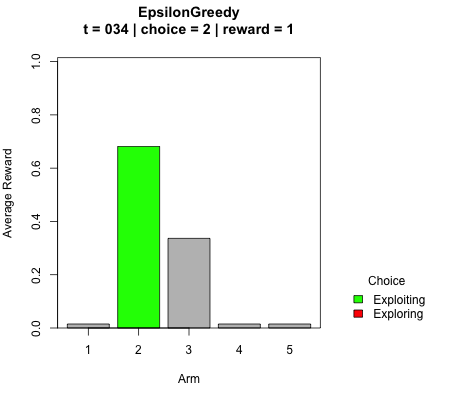 EpsilonGreedy
t = 034 | choice = 2 | reward = 1
Average Reward
1.0
0.8
0.6
0.4
0.2
0.0
1 2 3 4 5
Arm
Choice
Exploiting
Exploring